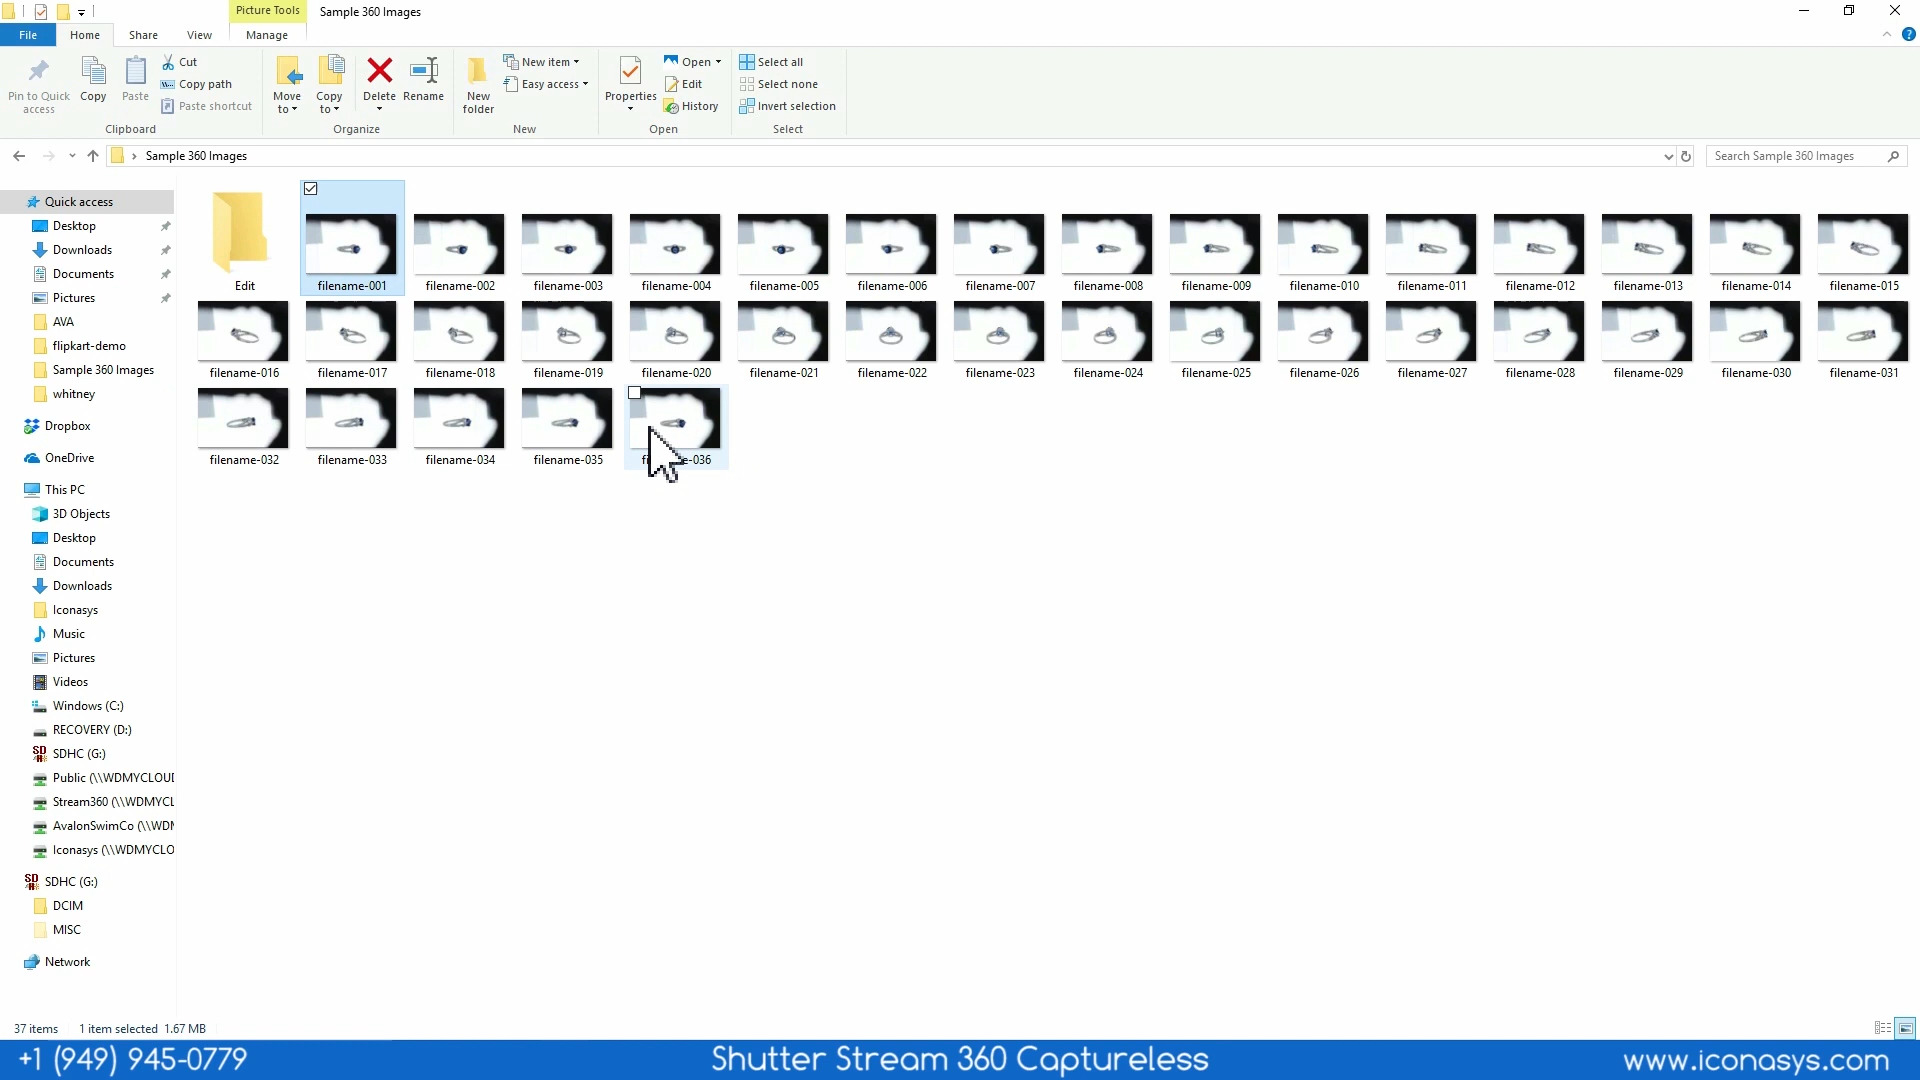 Picture Tools
Sample 360 Images
File
Home
Share
View
Manage
Pin to Quick access
Copy
Paste
Cut
Copy path
Paste shortcut
Clipboard
Move to
Copy to
Delete
Rename
Organize
New folder
New item
Easy access
New
Properties
Open
Edit
History
Open
Select all
Select none
Invert selection
Select
Sample 360 Images
Search Sample 360 Images
Quick access
Desktop
Downloads
Documents
Pictures
AVA
flipkart-demo
Sample 360 Images
whitney
Dropbox
OneDrive
This PC
3D Objects
Desktop
Documents
Downloads
Iconasys
Music
Pictures
Videos
Windows (C:)
RECOVERY (D:)
SDHC (G:)
Public (\\WDMYCLOUD
Stream360 (\\WDMYCL
AvalonSwimCo (\\WDM
Iconasys (\\WDMYCLO
SDHC (G:)
DCIM
MISC
Network
Edit filename-001 filename-002 filename-003 filename-004 filename-005 filename-006 filename-007 filename-008 filename-009 filename-010 filename-011 filename-012 filename-013 filename-014 filename-015
filename-016 filename-017 filename-018 filename-019 filename-020 filename-021 filename-022 filename-023 filename-024 filename-025 filename-026 filename-027 filename-028 filename-029 filename-030 filename-031
filename-032 filename-033 filename-034 filename-035
37 items 1 item selected 1.67 MB
+1 (949) 945-0779
Shutter Stream 360 Captureless
www.iconasys.com